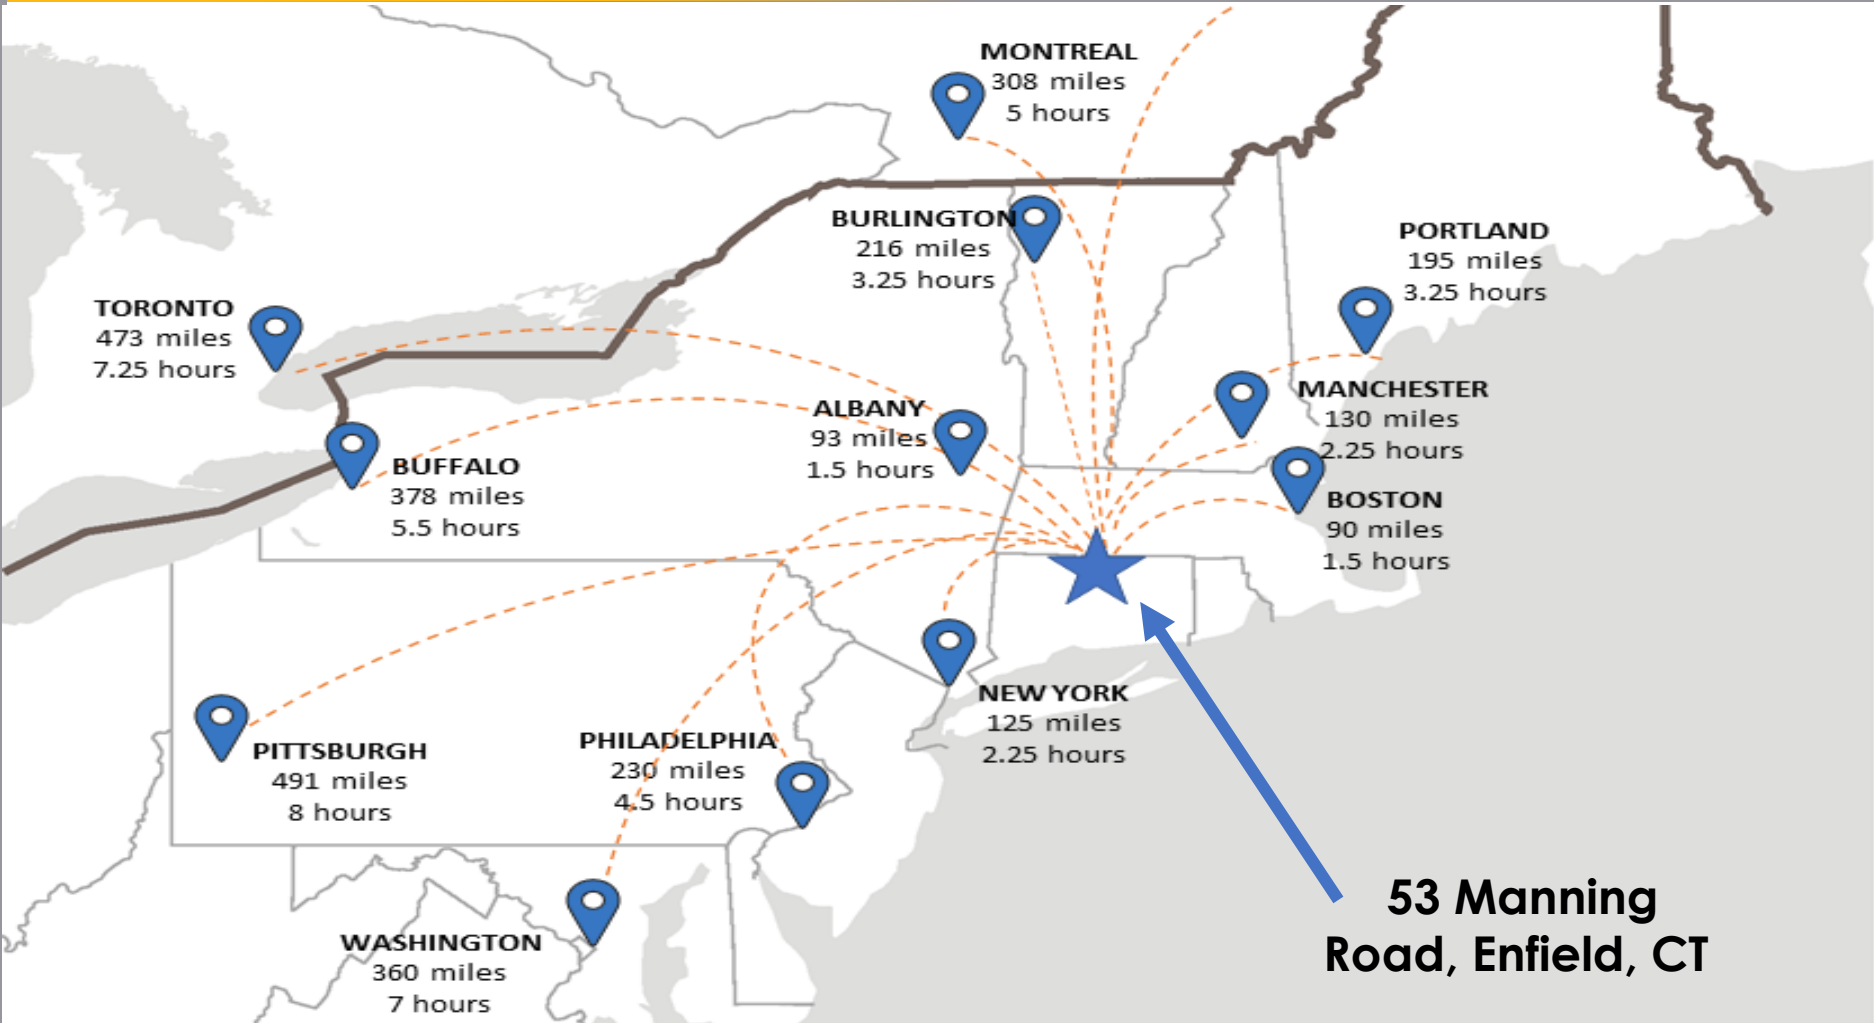 MONTREAL
308 miles
5 hours
BURLINGTON
216 miles
3.25 hours
PORTLAND
195 miles
3.25 hours
TORONTO
473 miles
7.25 hours
MANCHESTER
130 miles
2.25 hours
ALBANY
93 miles
1.5 hours
BUFFALO
378 miles
5.5 hours
BOSTON
90 miles
1.5 hours
NEW YORK
125 miles
2.25 hours
PITTSBURGH
491 miles
8 hours
PHILADELPHIA
230 miles
4.5 hours
WASHINGTON
360 miles
7 hours
53 Manning
Road, Enfield, CT